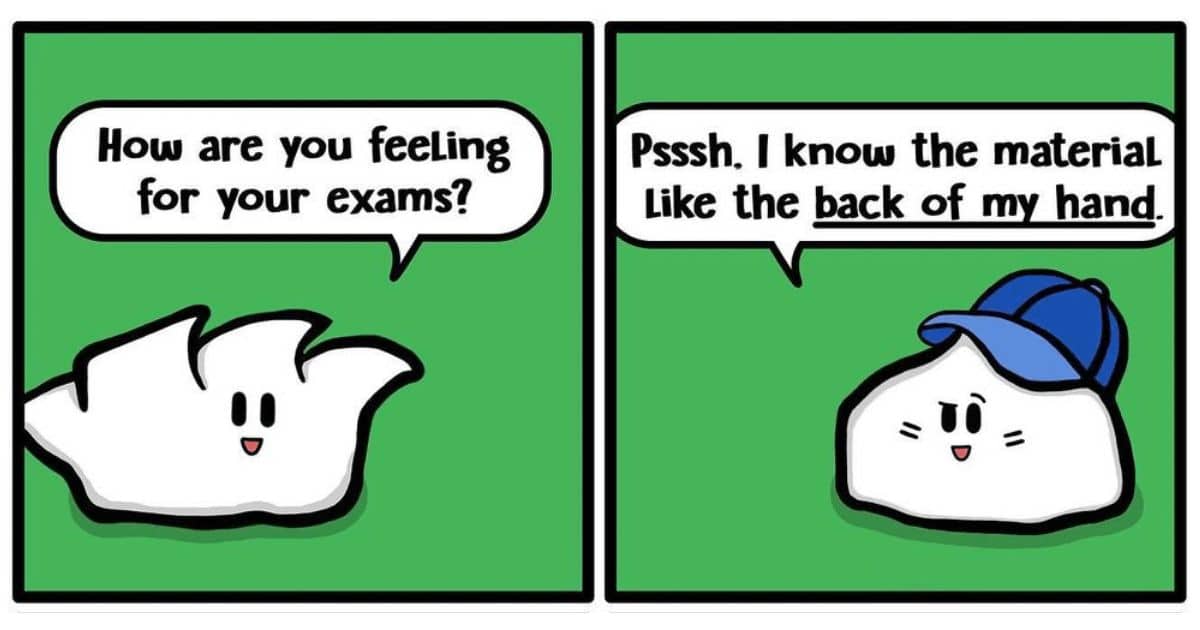 How are you feeling
for your exams?
Psssh. I know the material
like the back of my hand.